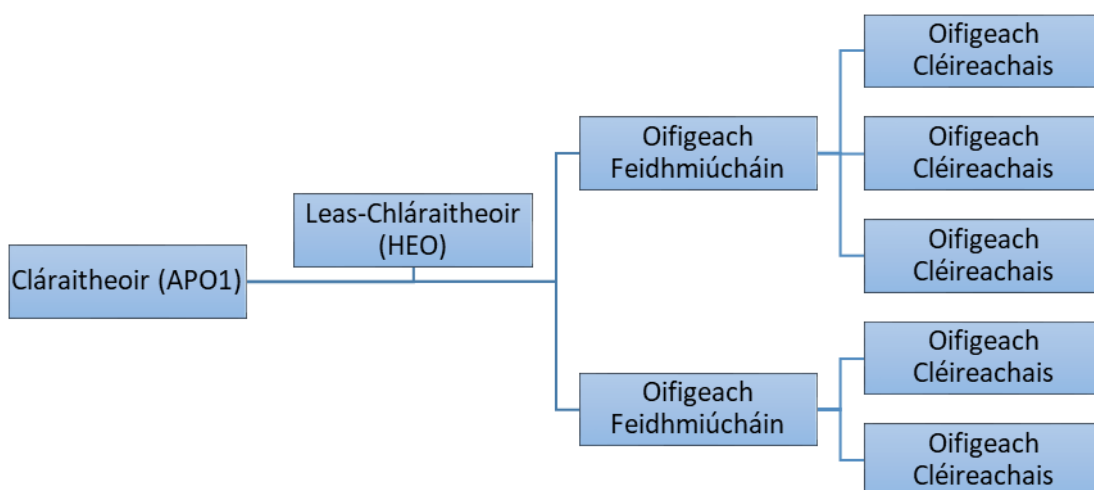 Cláraitheoir (APO1)
Leas-Chláraitheoir
(HEO)
Oifigeach
Feidhmiúcháin
Oifigeach
Cléireachais
Oifigeach
Cléireachais
Oifigeach
Cléireachais
Oifigeach
Feidhmiúcháin
Oifigeach
Cléireachais
Oifigeach
Cléireachais